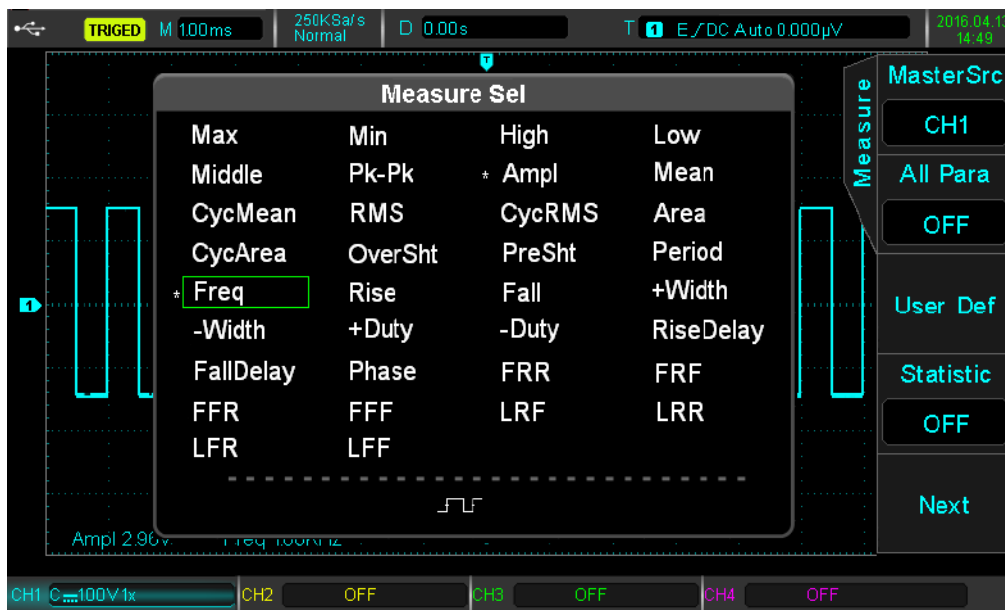 TRIGED M 1.00ms 250KSa/s Normal D 0.00s T 1 E DC Auto 0.000µV 2016.04.13 14:49
T
Measure Sel
Max Min High Low
Middle Pk-Pk * Ampl Mean
CycMean RMS CycRMS Area
CycArea OverSht PreSht Period
* Freq Rise Fall +Width
-Width +Duty -Duty RiseDelay
FallDelay Phase FRR FRF
FFR FFF LRF LRR
LFR LFF
1
Measure
MasterSrc
CH1
All Para
OFF
User Def
Statistic
OFF
Next
Ampl 2.96V Freq 1.00KHz
CH1 C 100V 1x CH2 OFF CH3 OFF CH4 OFF